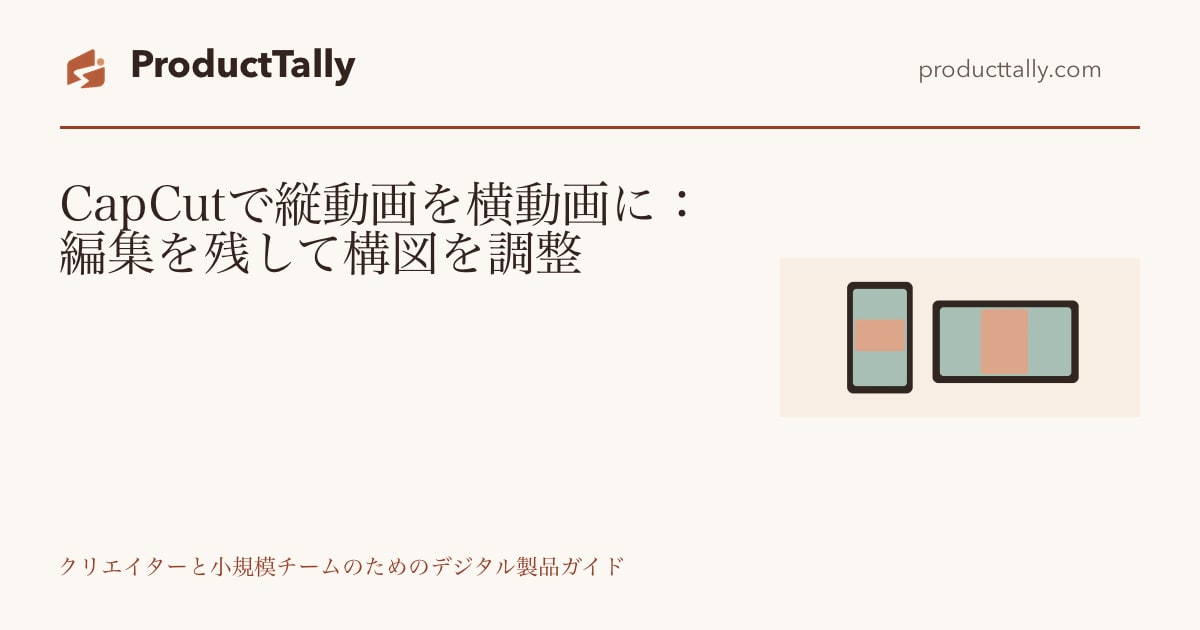 ProductTally
producttally.com
CapCutで縦動画を横動画に：
編集を残して構図を調整
クリエイターと小規模チームのためのデジタル製品ガイド